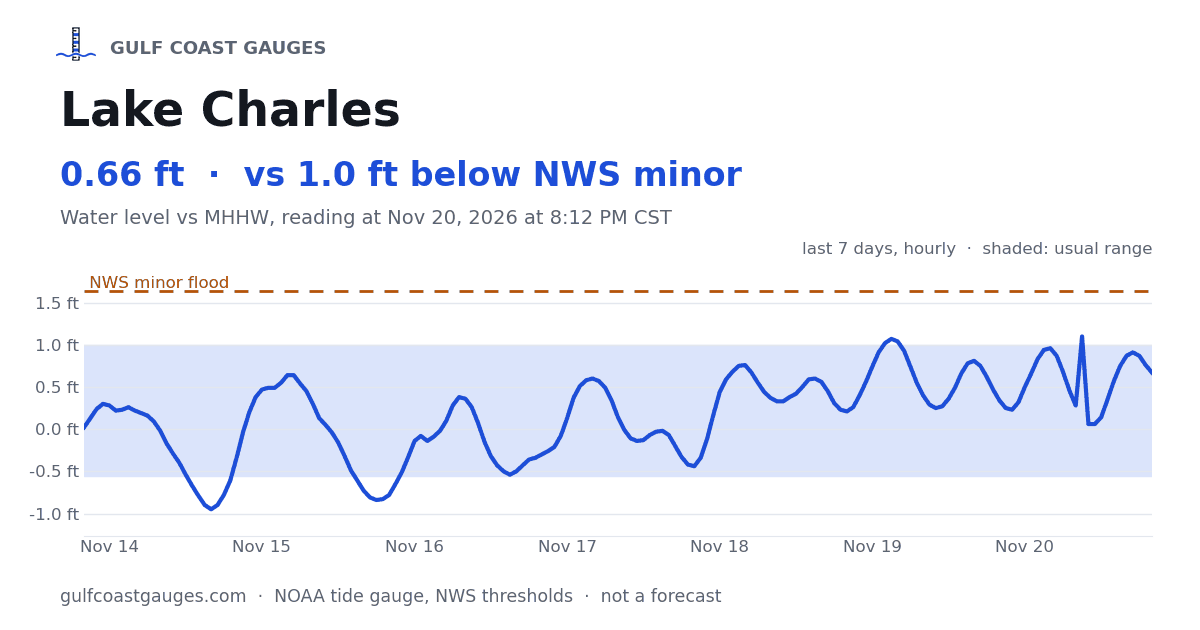 GULF COAST GAUGES
Lake Charles
0.66 ft · vs 1.0 ft below NWS minor
Water level vs MHHW, reading at Nov 20, 2026 at 8:12 PM CST
last 7 days, hourly · shaded: usual range
NWS minor flood
1.5 ft
1.0 ft
0.5 ft
0.0 ft
-0.5 ft
-1.0 ft
Nov 14 Nov 15 Nov 16 Nov 17 Nov 18 Nov 19 Nov 20
gulfcoastgauges.com · NOAA tide gauge, NWS thresholds · not a forecast